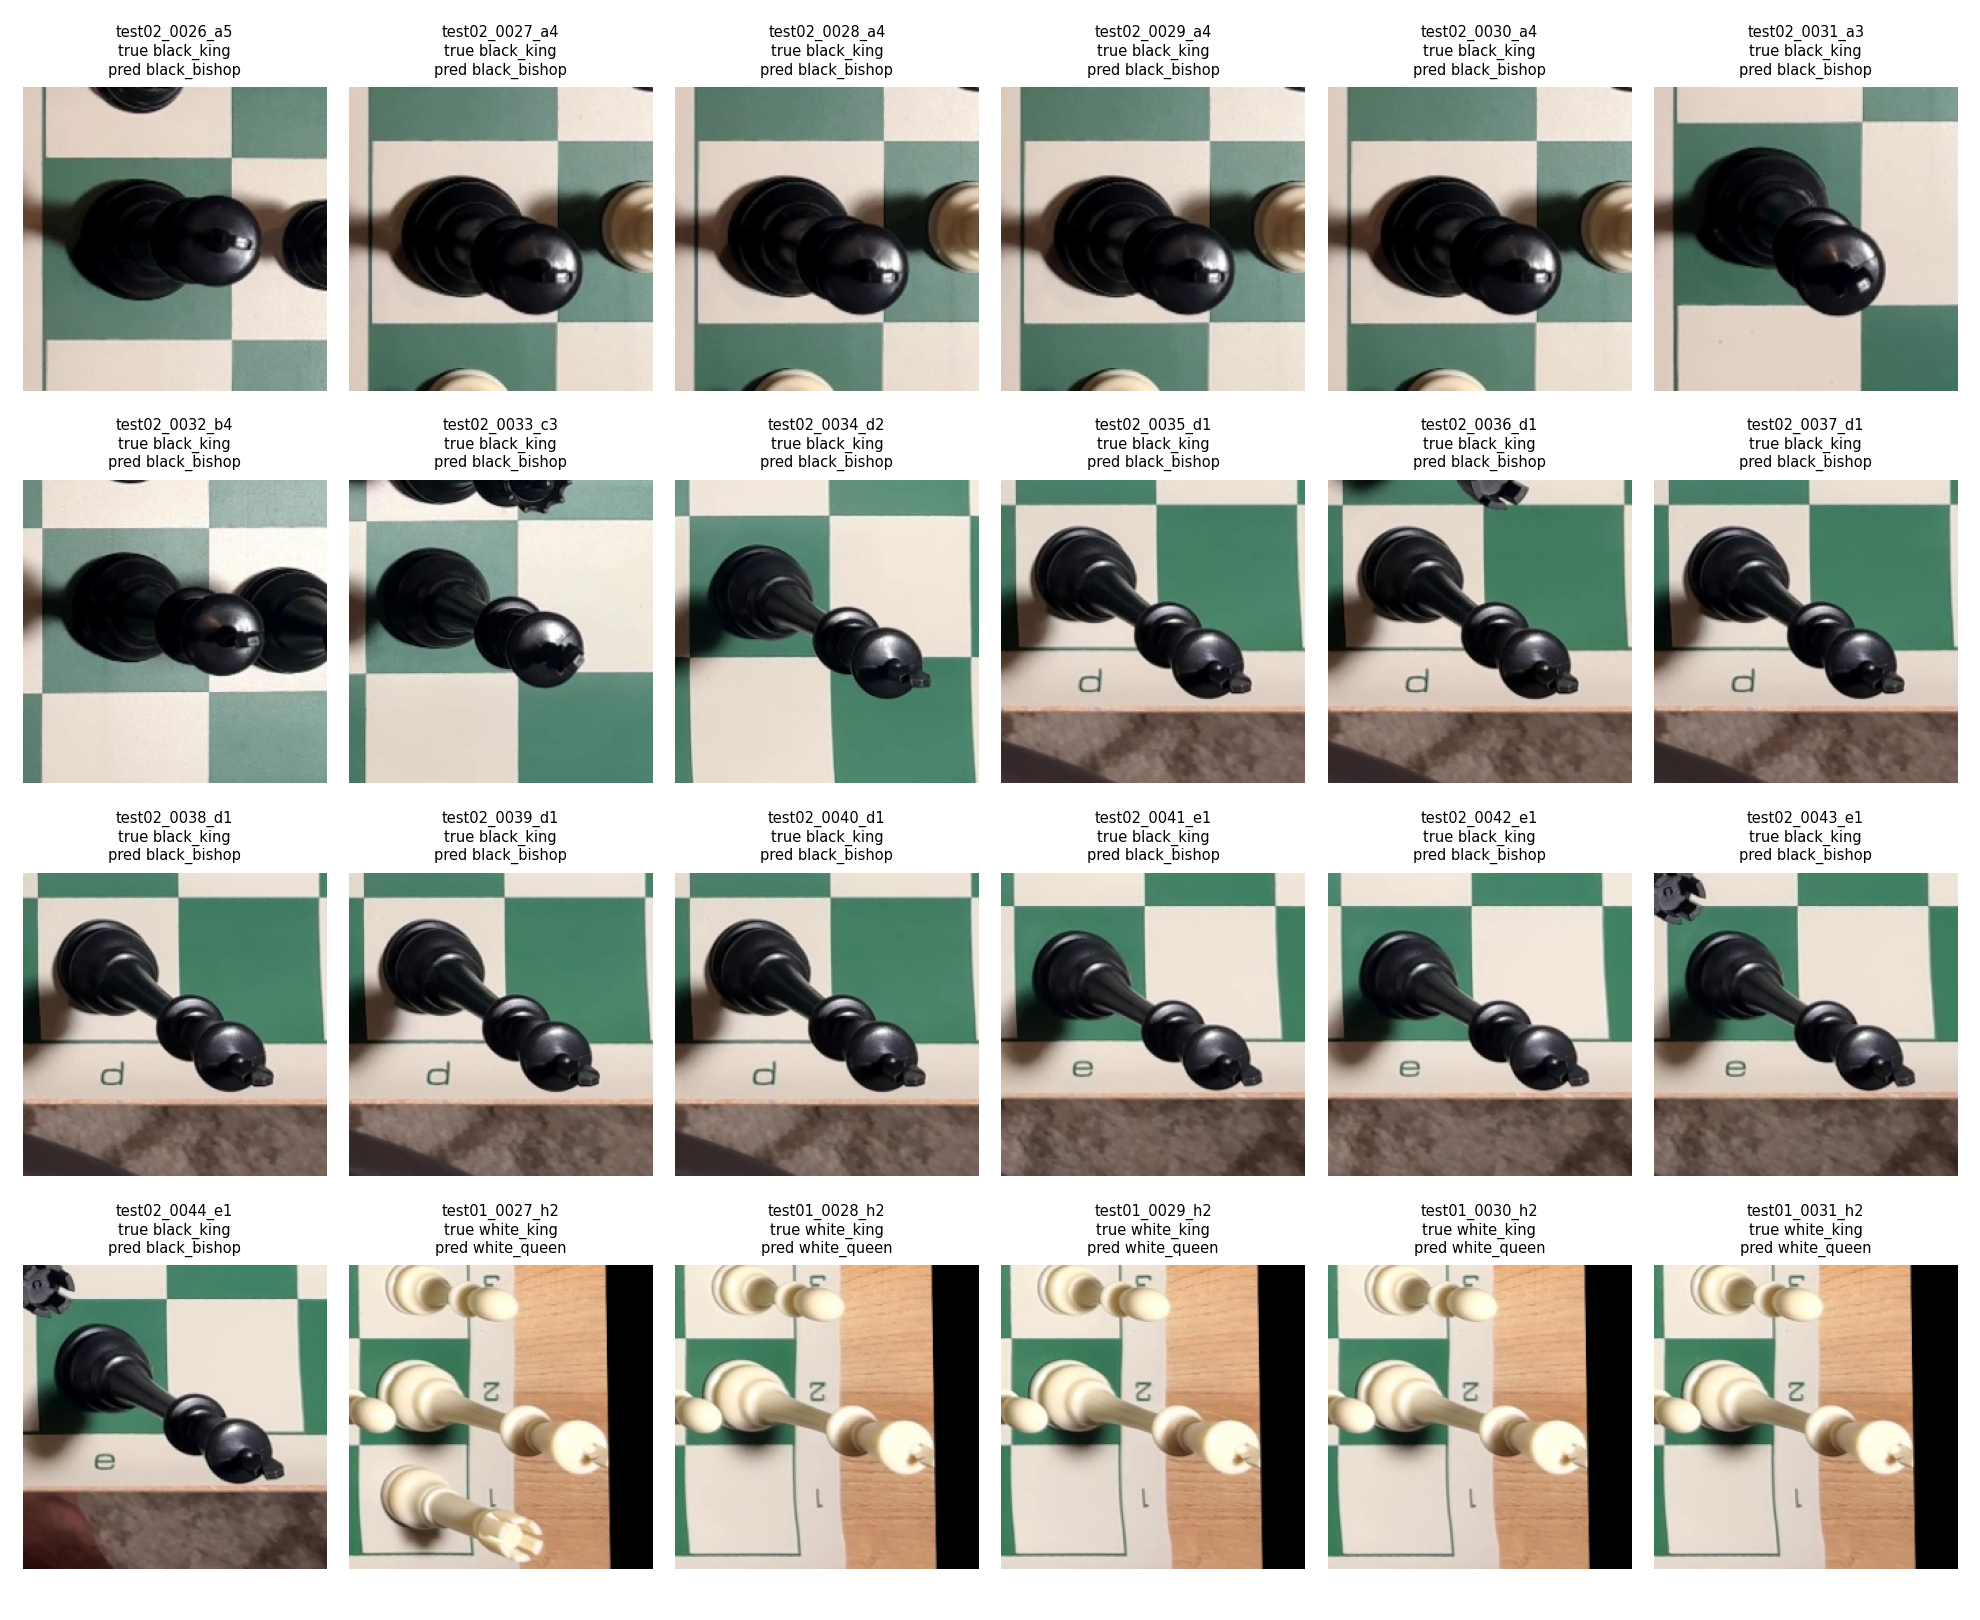 test02_0026_a5
true black_king
pred black_bishop
test02_0027_a4
true black_king
pred black_bishop
test02_0028_a4
true black_king
pred black_bishop
test02_0029_a4
true black_king
pred black_bishop
test02_0030_a4
true black_king
pred black_bishop
test02_0031_a3
true black_king
pred black_bishop
test02_0032_b4
true black_king
pred black_bishop
test02_0033_c3
true black_king
pred black_bishop
test02_0034_d2
true black_king
pred black_bishop
test02_0035_d1
true black_king
pred black_bishop
d
test02_0036_d1
true black_king
pred black_bishop
d
test02_0037_d1
true black_king
pred black_bishop
d
test02_0038_d1
true black_king
pred black_bishop
d
test02_0039_d1
true black_king
pred black_bishop
d
test02_0040_d1
true black_king
pred black_bishop
d
test02_0041_e1
true black_king
pred black_bishop
e
test02_0042_e1
true black_king
pred black_bishop
e
test02_0043_e1
true black_king
pred black_bishop
e
test02_0044_e1
true black_king
pred black_bishop
e
test01_0027_h2
true white_king
pred white_queen
3
2
1
test01_0028_h2
true white_king
pred white_queen
3
2
1
test01_0029_h2
true white_king
pred white_queen
3
2
1
test01_0030_h2
true white_king
pred white_queen
3
2
1
test01_0031_h2
true white_king
pred white_queen
3
2
1